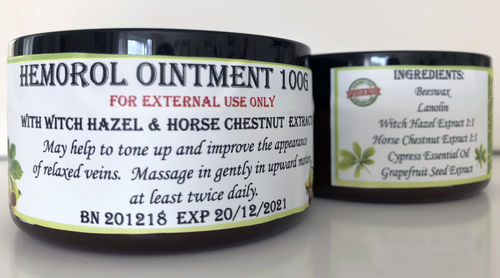 HEMOROL OINTMENT 100G
FOR EXTERNAL USE ONLY
WITH WITCH HAZEL & HORSE CHESTNUT EXTRACTS
May help to tone up and improve the appearance
of relaxed veins. Massage in gently in upward motion
at least twice daily.
BN 201218 EXP 20/12/2021
INGREDIENTS:
Beeswax
Lanolin
Witch Hazel Extract 1:1
Horse Chestnut Extract 1:1
Cypress Essential Oil
Grapefruit Seed Extract